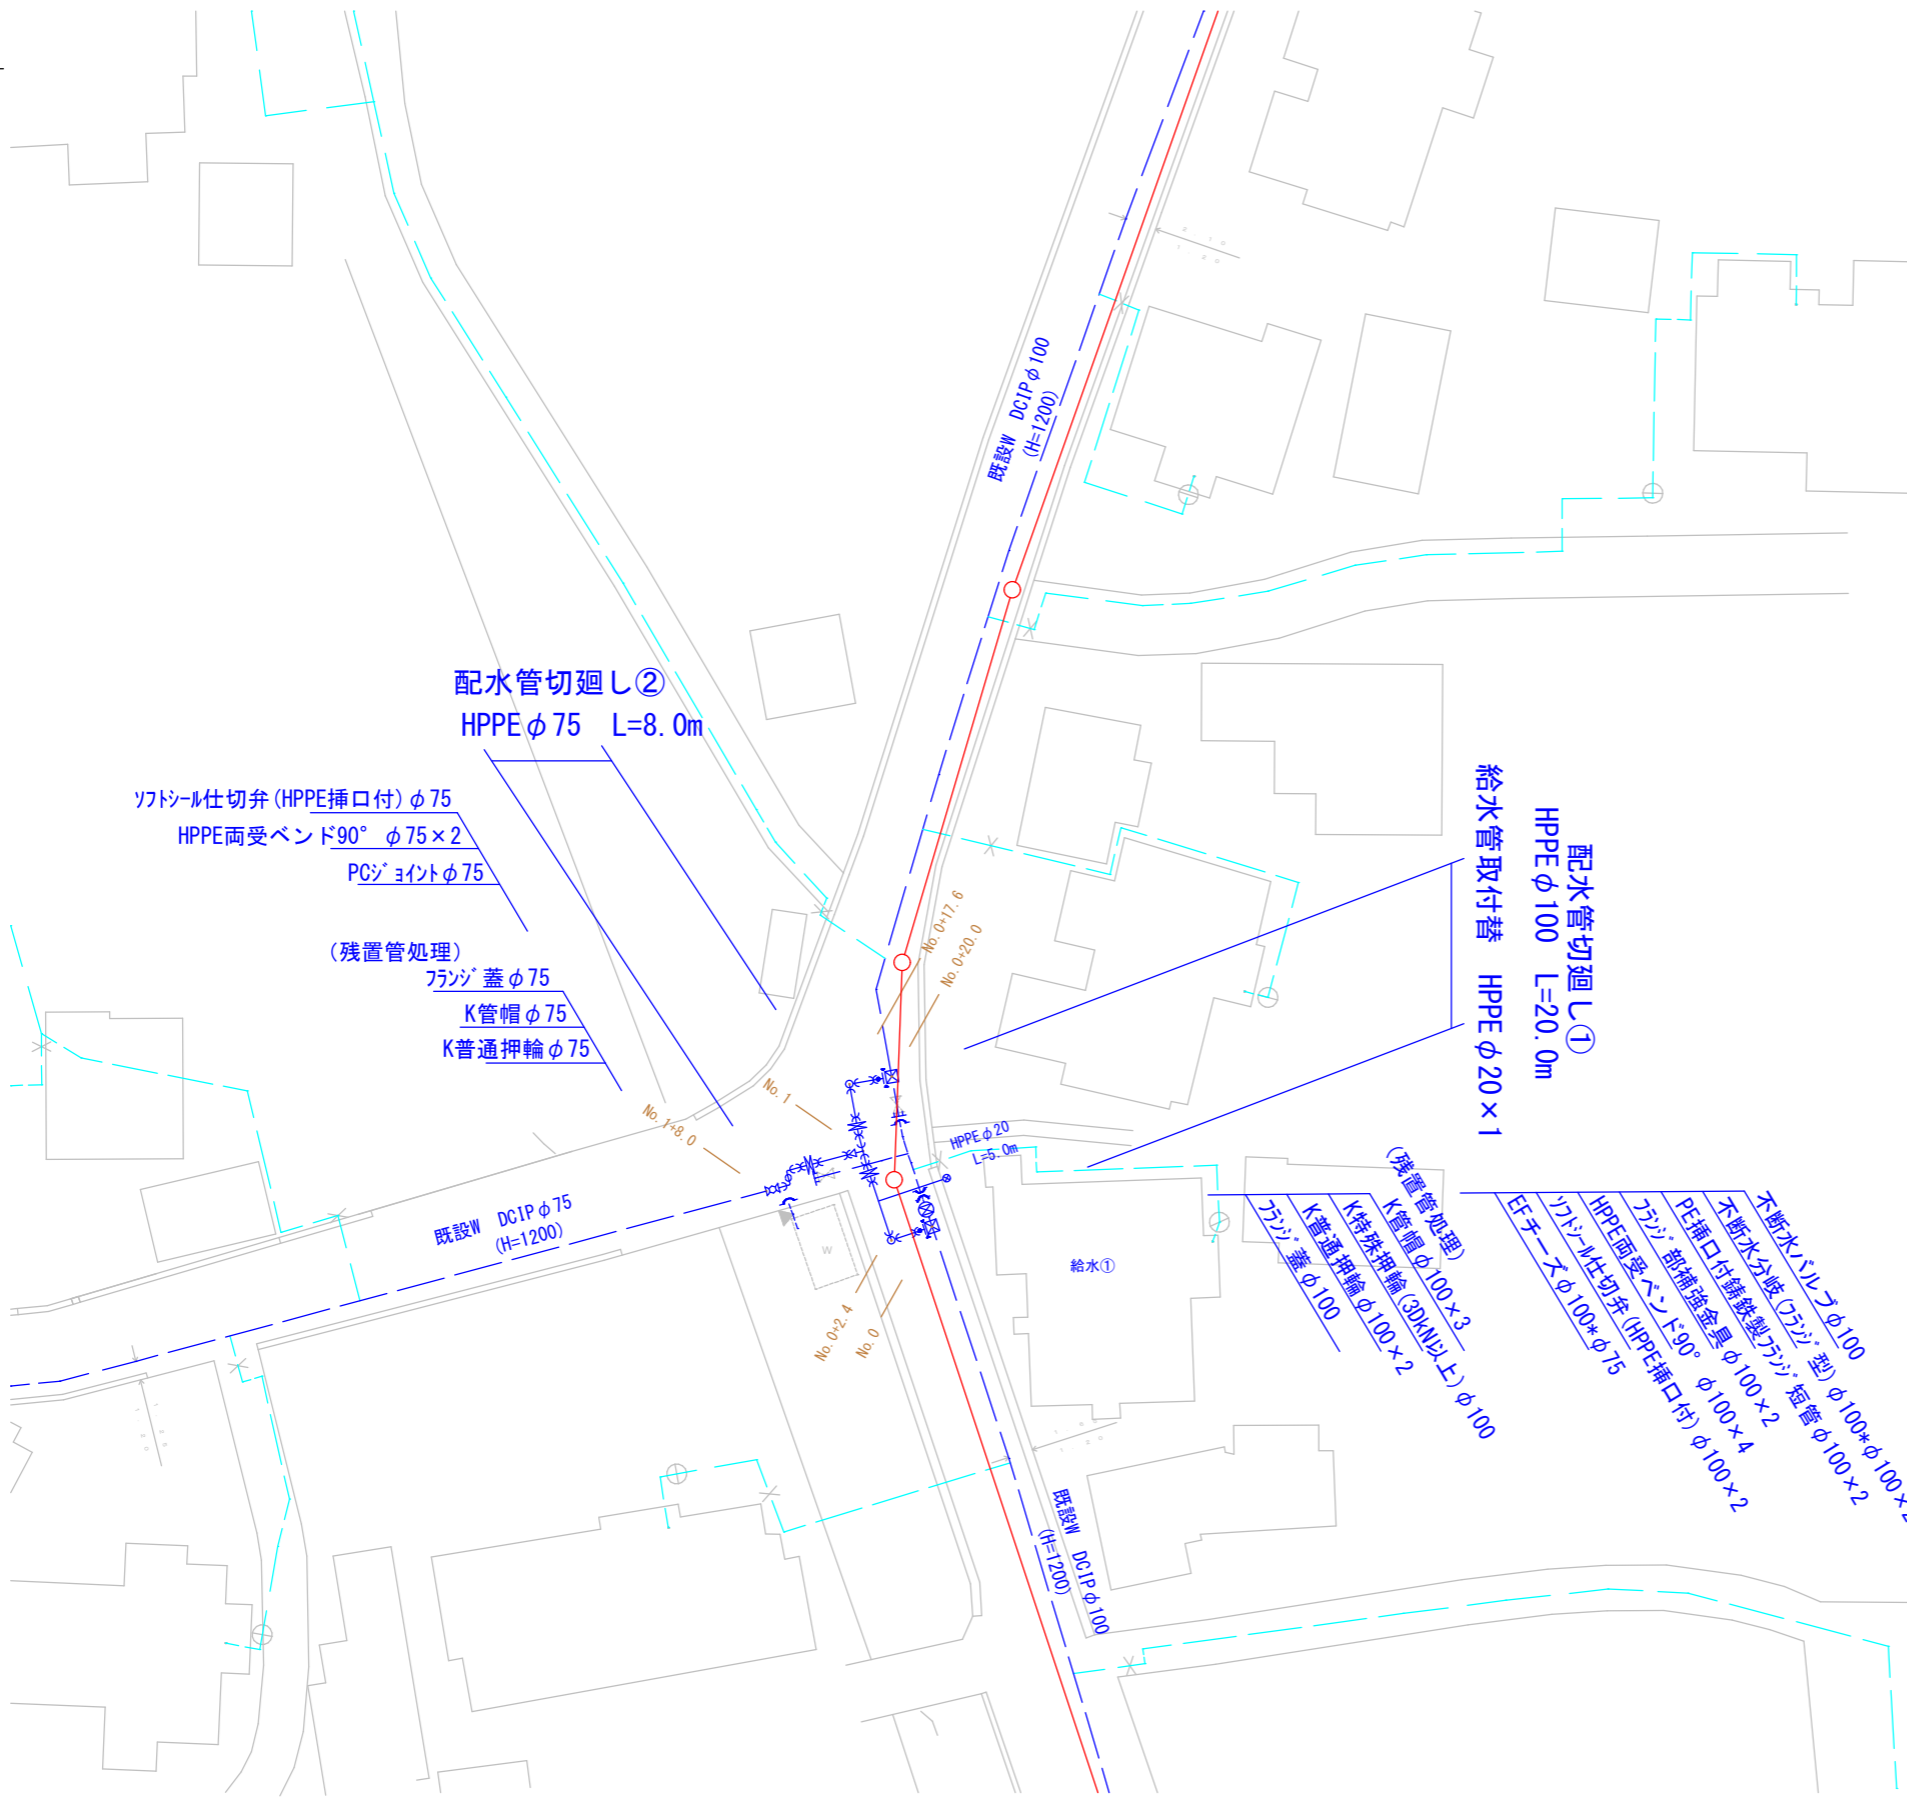 配水管切廻し②
HPPEφ75 L=8.0m
ソフトシール仕切弁(HPPE挿口付)φ75
HPPE両受ベンド90° φ75×2
PCジョイントφ75
(残置管処理)
フランジ蓋φ75
K管帽φ75
K普通押輪φ75
既設W DCIPφ100
(H=1200)
配水管切廻し①
HPPEφ100 L=20.0m
給水管取付替 HPPEφ20×1
No.0+17.6
No.0+20.0
No.1
No.1+8.0
HPPEφ20
L=5.0m
既設W DCIPφ75
(H=1200)
W
給水①
No.0+2.4
No.0
(残置管処理)
K管帽φ100×3
K特殊押輪(3DkN以上)φ100
K普通押輪φ100×2
フランジ蓋φ100
不断水バルブφ100
不断水分岐(フランジ型)φ100*φ100×2
PE挿口付鋳鉄製フランジ短管φ100×2
フランジ部補強金具φ100×2
HPPE両受ベンド90° φ100×4
ソフトシール仕切弁(HPPE挿口付)φ100×2
EFチーズφ100*φ75
既設W DCIPφ100
(H=1200)